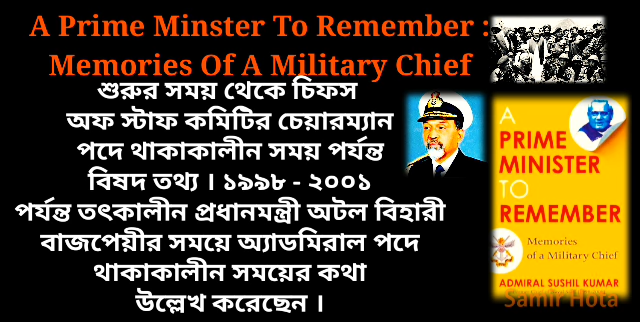 A Prime Minster To Remember :
Memories Of A Military Chief
শুরুর সময় থেকে চিফস
অফ স্টাফ কমিটির চেয়ারম্যান
পদে থাকাকালীন সময় পর্যন্ত
বিষদ তথ্য । ১৯৯৮ - ২০০১
পর্যন্ত তৎকালীন প্রধানমন্ত্রী অটল বিহারী
বাজপেয়ীর সময়ে অ্যাডমিরাল পদে
থাকাকালীন সময়ের কথা
উল্লেখ করেছেন ।
A
PRIME
MINISTER
TO
REMEMBER
Memories
of a Military Chief
ADMIRAL SUSHIL KUMAR
Samir Hota